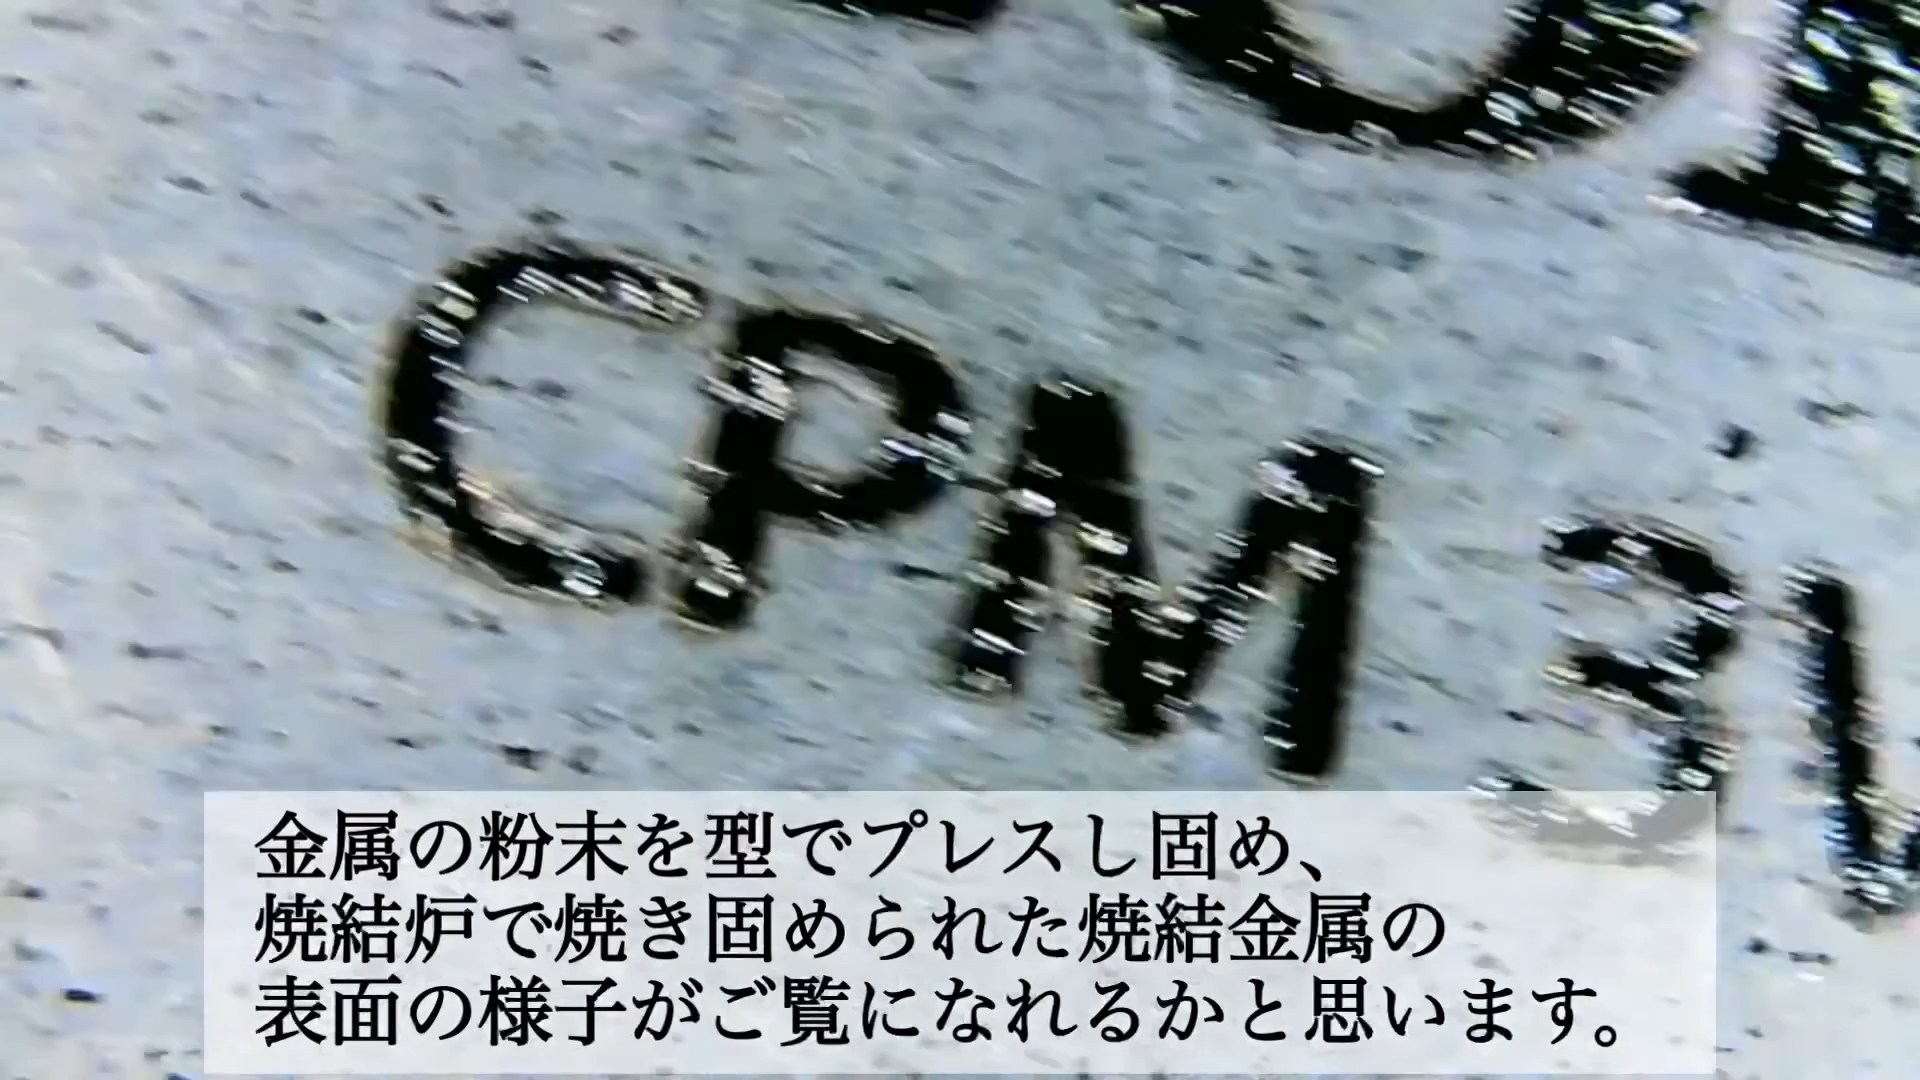 CPM 3V
金属の粉末を型でプレスし固め、
焼結炉で焼き固められた焼結金属の
表面の様子がご覧になれるかと思います。